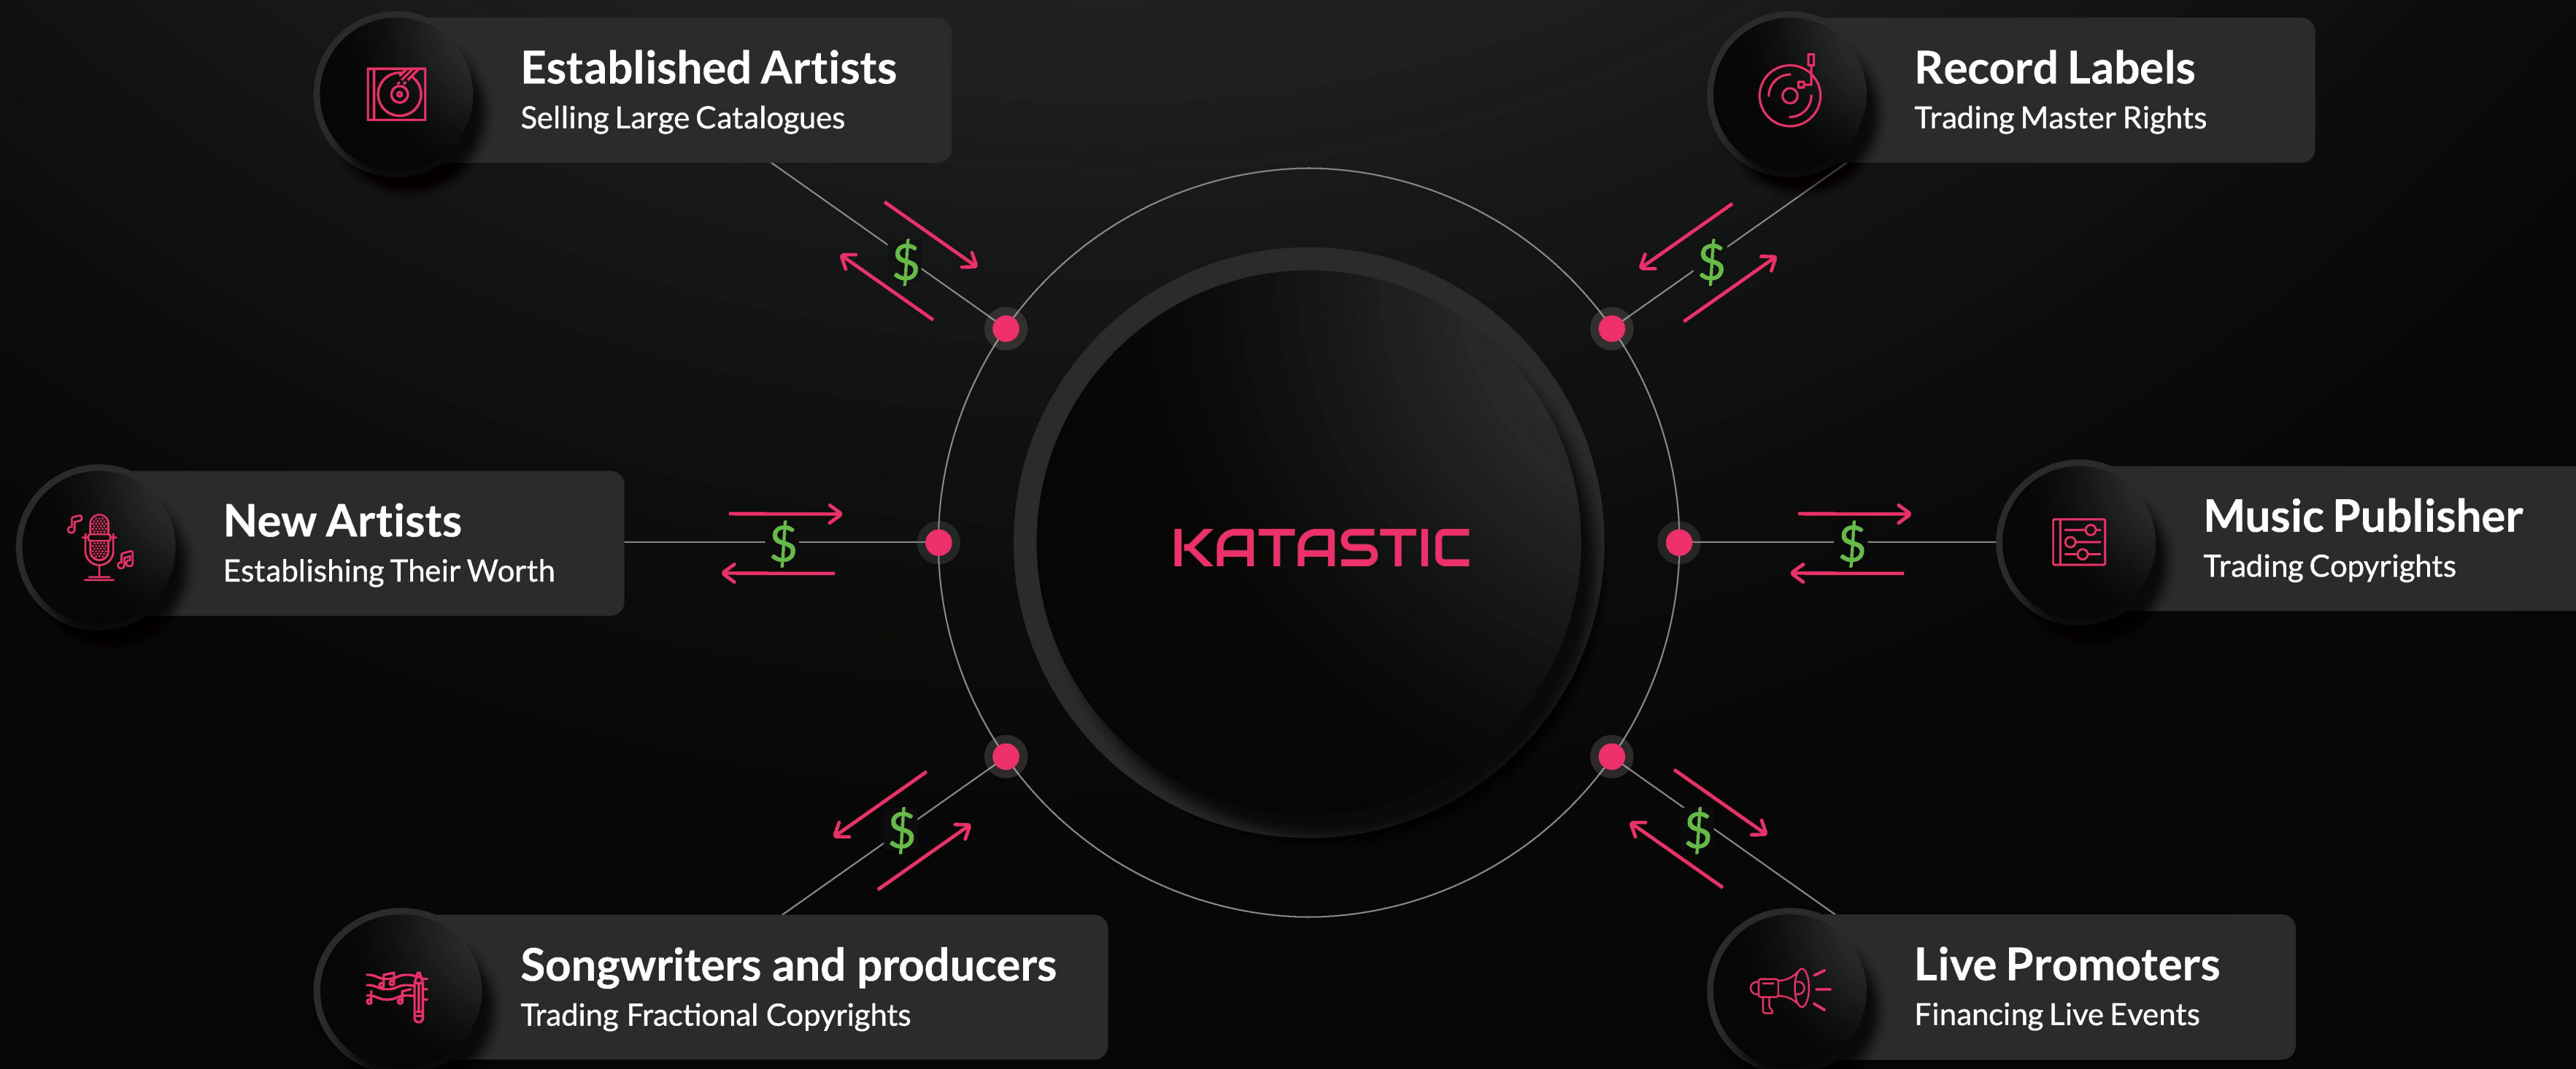 Established Artists
Selling Large Catalogues
Record Labels
Trading Master Rights
$
$
New Artists
Establishing Their Worth
$
KATASTIC
$
Music Publisher
Trading Copyrights
$
$
Songwriters and producers
Trading Fractional Copyrights
Live Promoters
Financing Live Events